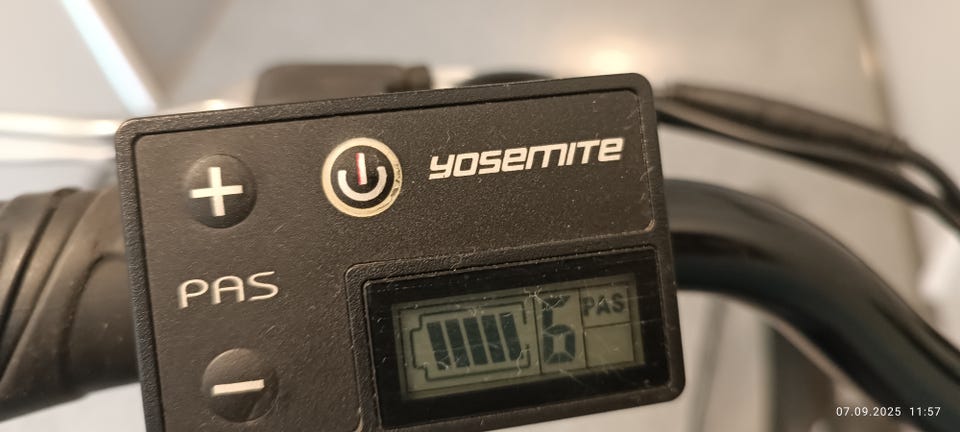 +
YOSEMITE
PAS
6 PAS
−
07.09.2025 11:57